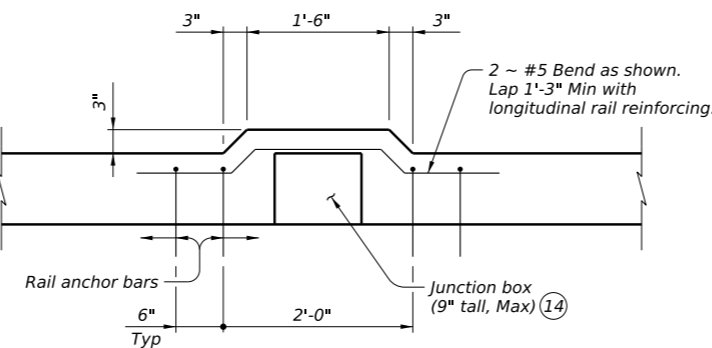 3" 1'-6" 3"
2 ~ #5 Bend as shown.
Lap 1'-3" Min with
longitudinal rail reinforcing.
3"
Rail anchor bars
Junction box
(9" tall, Max) 14
6" 2'-0"
Typ